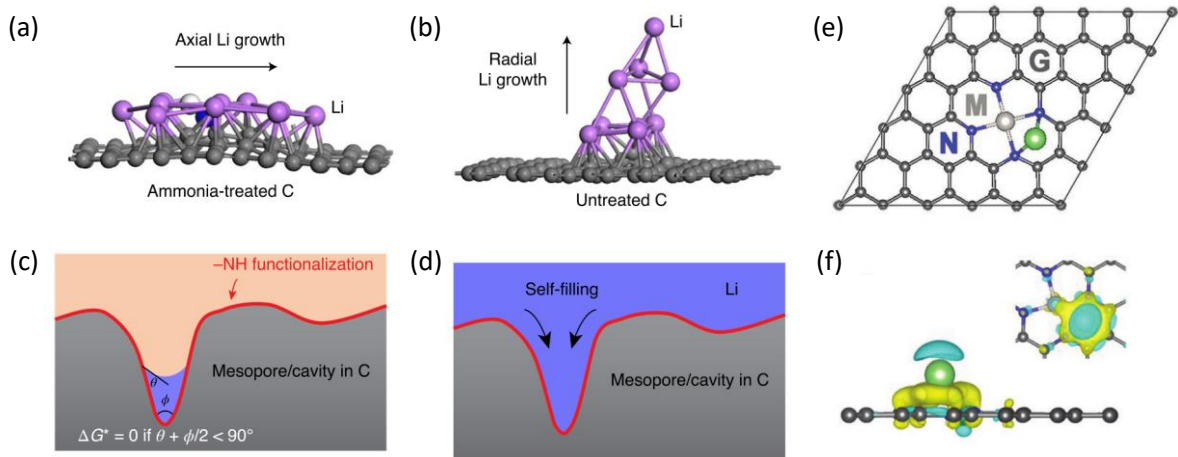 (a)
Axial Li growth
Li
Ammonia-treated C
(b)
Li
Radial
Li growth
Untreated C
(e)
G
M
N
(c)
–NH functionalization
Mesopore/cavity in C
θ
ϕ
ΔG* = 0 if θ + ϕ/2 < 90°
(d)
Self-filling
Li
Mesopore/cavity in C
(f)